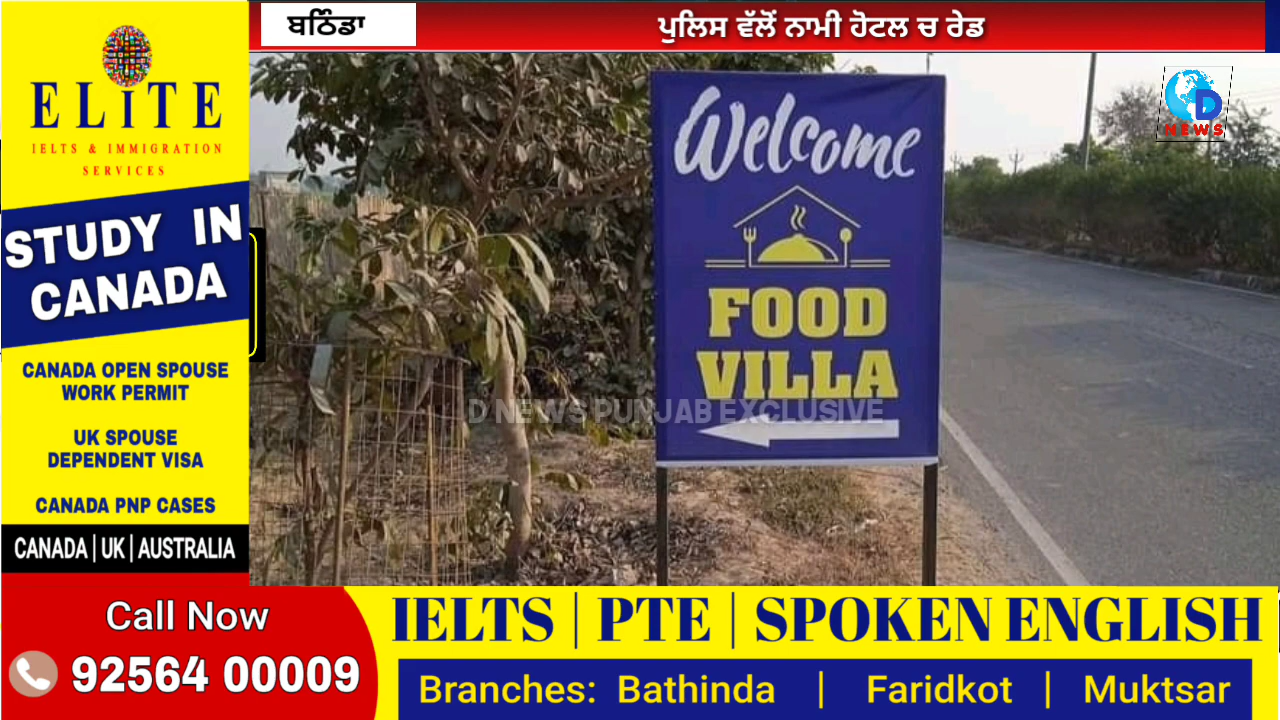 ਬਠਿੰਡਾ
ਪੁਲਿਸ ਵੱਲੋਂ ਨਾਮੀ ਹੋਟਲ ਚ ਰੇਡ
ELiTE
IELTS & IMMIGRATION
SERVICES
STUDY IN
CANADA
CANADA OPEN SPOUSE
WORK PERMIT
UK SPOUSE
DEPENDENT VISA
CANADA PNP CASES
CANADA | UK | AUSTRALIA
D
NEWS
Welcome
FOOD
VILLA
D NEWS PUNJAB EXCLUSIVE
Call Now
92564 00009
IELTS | PTE | SPOKEN ENGLISH
Branches: Bathinda | Faridkot | Muktsar